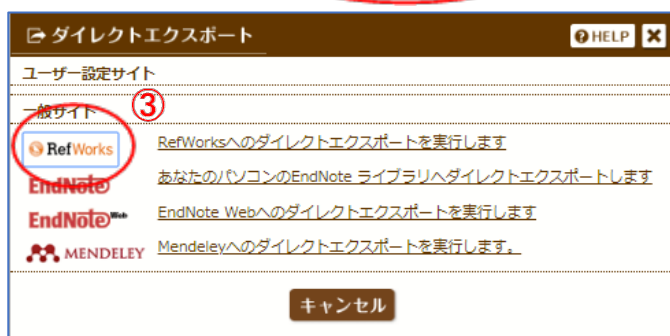 ダイレクトエクスポート
HELP
ユーザー設定サイト
一般サイト
③
RefWorks RefWorksへのダイレクトエクスポートを実行します
EndNote あなたのパソコンのEndNote ライブラリへダイレクトエクスポートします
EndNote Web EndNote Webへのダイレクトエクスポートを実行します
MENDELEY Mendeleyへのダイレクトエクスポートを実行します。
キャンセル